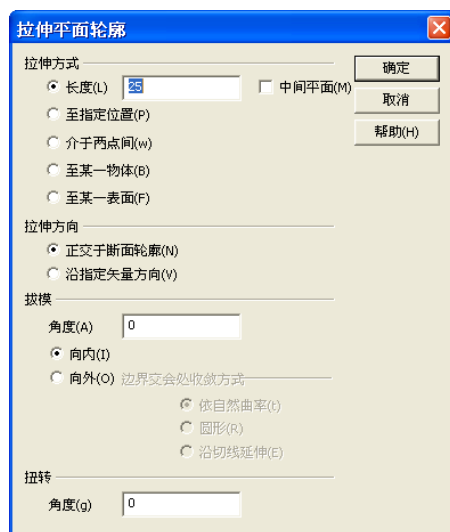 拉伸平面轮廓
拉伸方式
确定
长度(L) 25 中间平面(M)
取消
至指定位置(P)
帮助(H)
介于两点间(w)
至某一物体(B)
至某一表面(F)
拉伸方向
正交于断面轮廓(N)
沿指定矢量方向(V)
拔模
角度(A) 0
向内(I)
向外(O) 边界交会处收敛方式
依自然曲率(t)
圆形(R)
沿切线延伸(E)
扭转
角度(g) 0